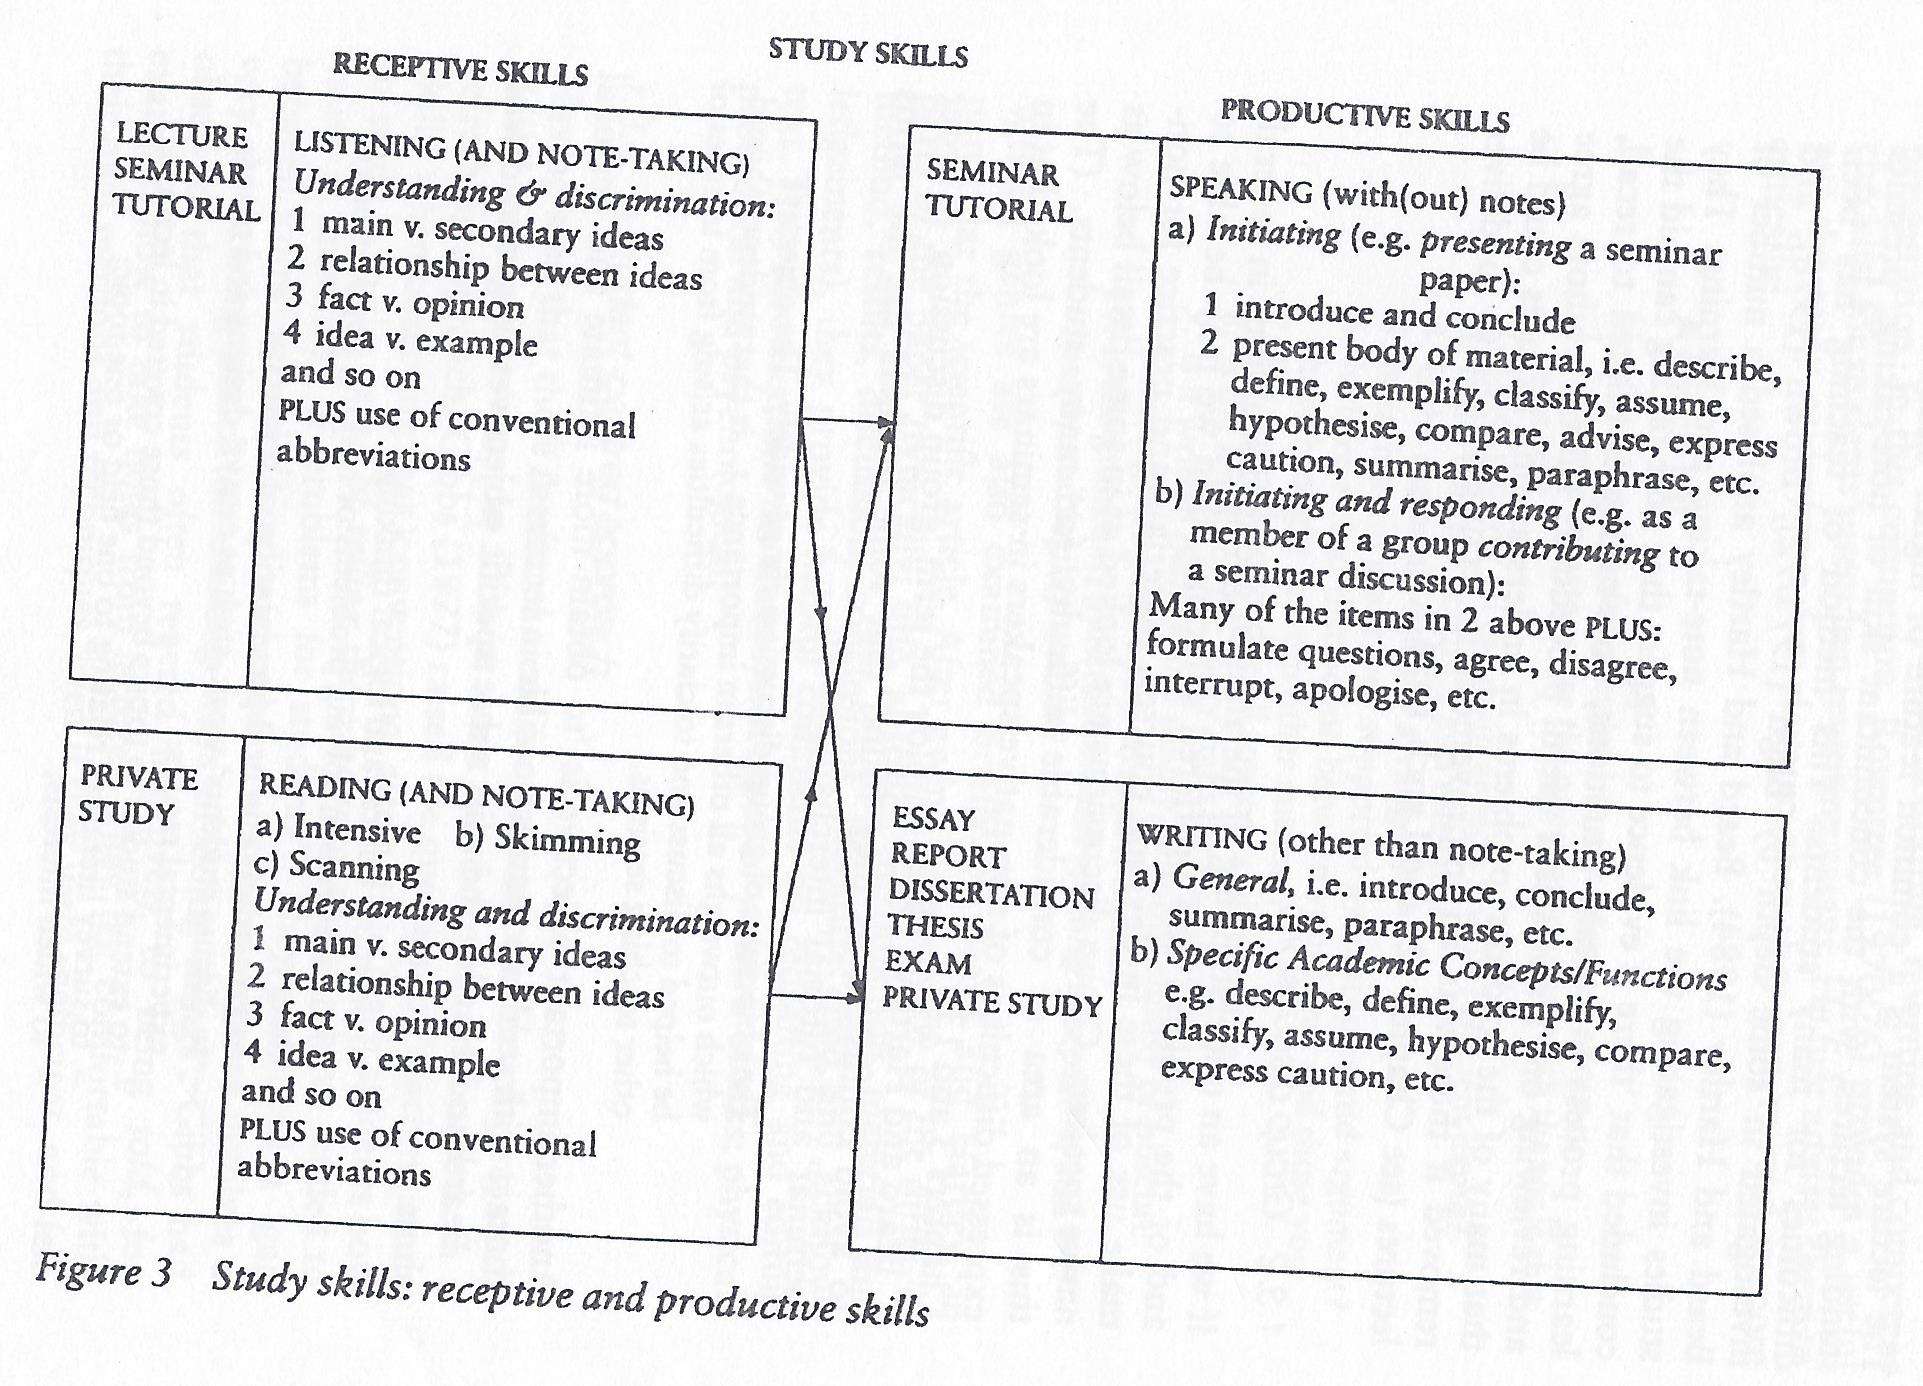 STUDY SKILLS
RECEPTIVE SKILLS
LECTURE
SEMINAR
TUTORIAL
LISTENING (AND NOTE-TAKING)
Understanding & discrimination:
1 main v. secondary ideas
2 relationship between ideas
3 fact v. opinion
4 idea v. example
and so on
PLUS use of conventional
abbreviations
PRIVATE
STUDY
READING (AND NOTE-TAKING)
a) Intensive b) Skimming
c) Scanning
Understanding and discrimination:
1 main v. secondary ideas
2 relationship between ideas
3 fact v. opinion
4 idea v. example
and so on
PLUS use of conventional
abbreviations
PRODUCTIVE SKILLS
SEMINAR
TUTORIAL
SPEAKING (with(out) notes)
a) Initiating (e.g. presenting a seminar
paper):
1 introduce and conclude
2 present body of material, i.e. describe,
define, exemplify, classify, assume,
hypothesise, compare, advise, express
caution, summarise, paraphrase, etc.
b) Initiating and responding (e.g. as a
member of a group contributing to
a seminar discussion):
Many of the items in 2 above PLUS:
formulate questions, agree, disagree,
interrupt, apologise, etc.
ESSAY
REPORT
DISSERTATION
THESIS
EXAM
PRIVATE STUDY
WRITING (other than note-taking)
a) General, i.e. introduce, conclude,
summarise, paraphrase, etc.
b) Specific Academic Concepts/Functions
e.g. describe, define, exemplify,
classify, assume, hypothesise, compare,
express caution, etc.
Figure 3 Study skills: receptive and productive skills